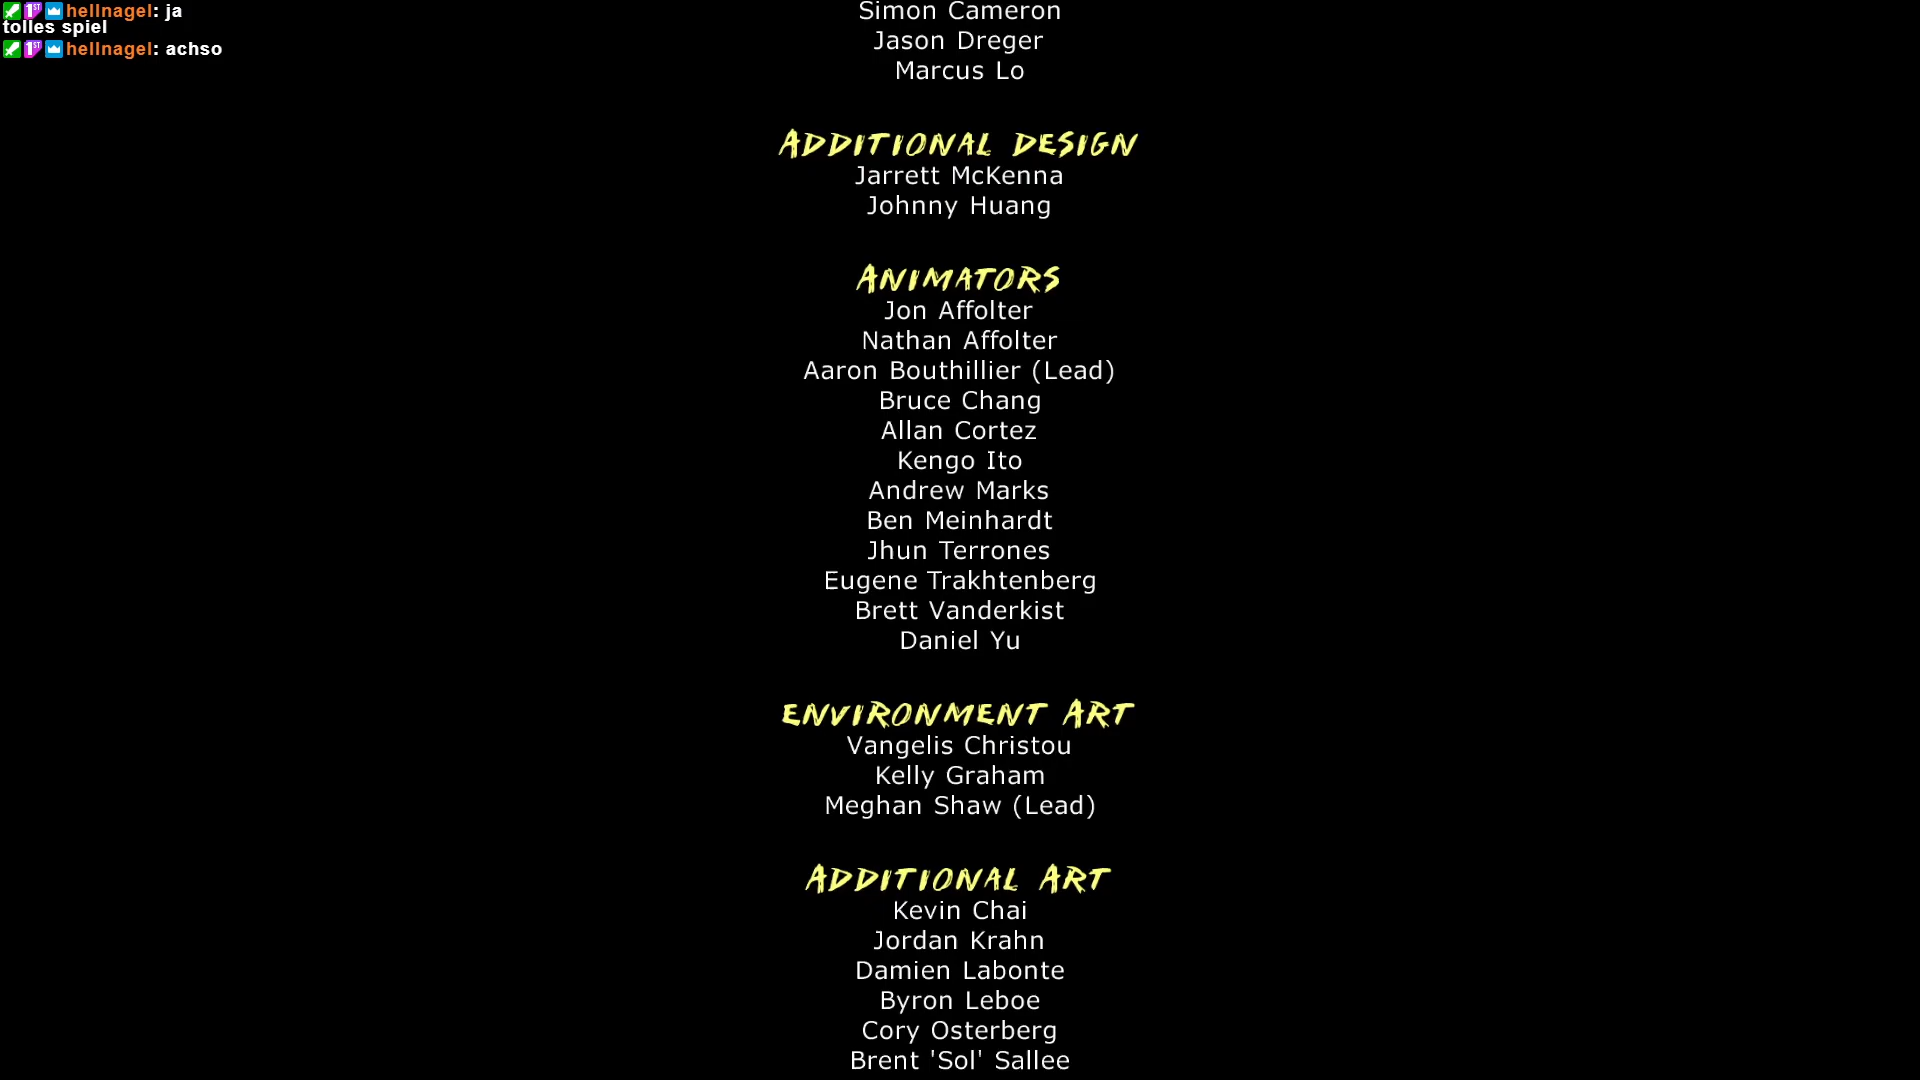 hellnagel: ja
tolles spiel
hellnagel: achso
Simon Cameron
Jason Dreger
Marcus Lo
Additional Design
Jarrett McKenna
Johnny Huang
Animators
Jon Affolter
Nathan Affolter
Aaron Bouthillier (Lead)
Bruce Chang
Allan Cortez
Kengo Ito
Andrew Marks
Ben Meinhardt
Jhun Terrones
Eugene Trakhtenberg
Brett Vanderkist
Daniel Yu
Environment Art
Vangelis Christou
Kelly Graham
Meghan Shaw (Lead)
Additional Art
Kevin Chai
Jordan Krahn
Damien Labonte
Byron Leboe
Cory Osterberg
Brent 'Sol' Sallee